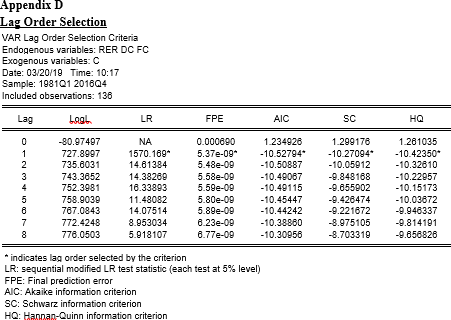 Appendix D
Lag Order Selection
VAR Lag Order Selection Criteria
Endogenous variables: RER DC FC
Exogenous variables: C
Date: 03/20/19 Time: 10:17
Sample: 1981Q1 2016Q4
Included observations: 136
Lag LogL LR FPE AIC SC HQ
0 -80.97497 NA 0.000690 1.234926 1.299176 1.261035
1 727.8997 1570.169* 5.37e-09* -10.52794* -10.27094* -10.42350*
2 735.6031 14.61384 5.48e-09 -10.50887 -10.05912 -10.32610
3 743.3652 14.38269 5.58e-09 -10.49067 -9.848168 -10.22957
4 752.3981 16.33893 5.59e-09 -10.49115 -9.655902 -10.15173
5 758.9039 11.48082 5.80e-09 -10.45447 -9.426474 -10.03672
6 767.0843 14.07514 5.89e-09 -10.44242 -9.221672 -9.946337
7 772.4248 8.953034 6.23e-09 -10.38860 -8.975105 -9.814191
8 776.0503 5.918107 6.77e-09 -10.30956 -8.703319 -9.656826
* indicates lag order selected by the criterion
LR: sequential modified LR test statistic (each test at 5% level)
FPE: Final prediction error
AIC: Akaike information criterion
SC: Schwarz information criterion
HQ: Hannan-Quinn information criterion